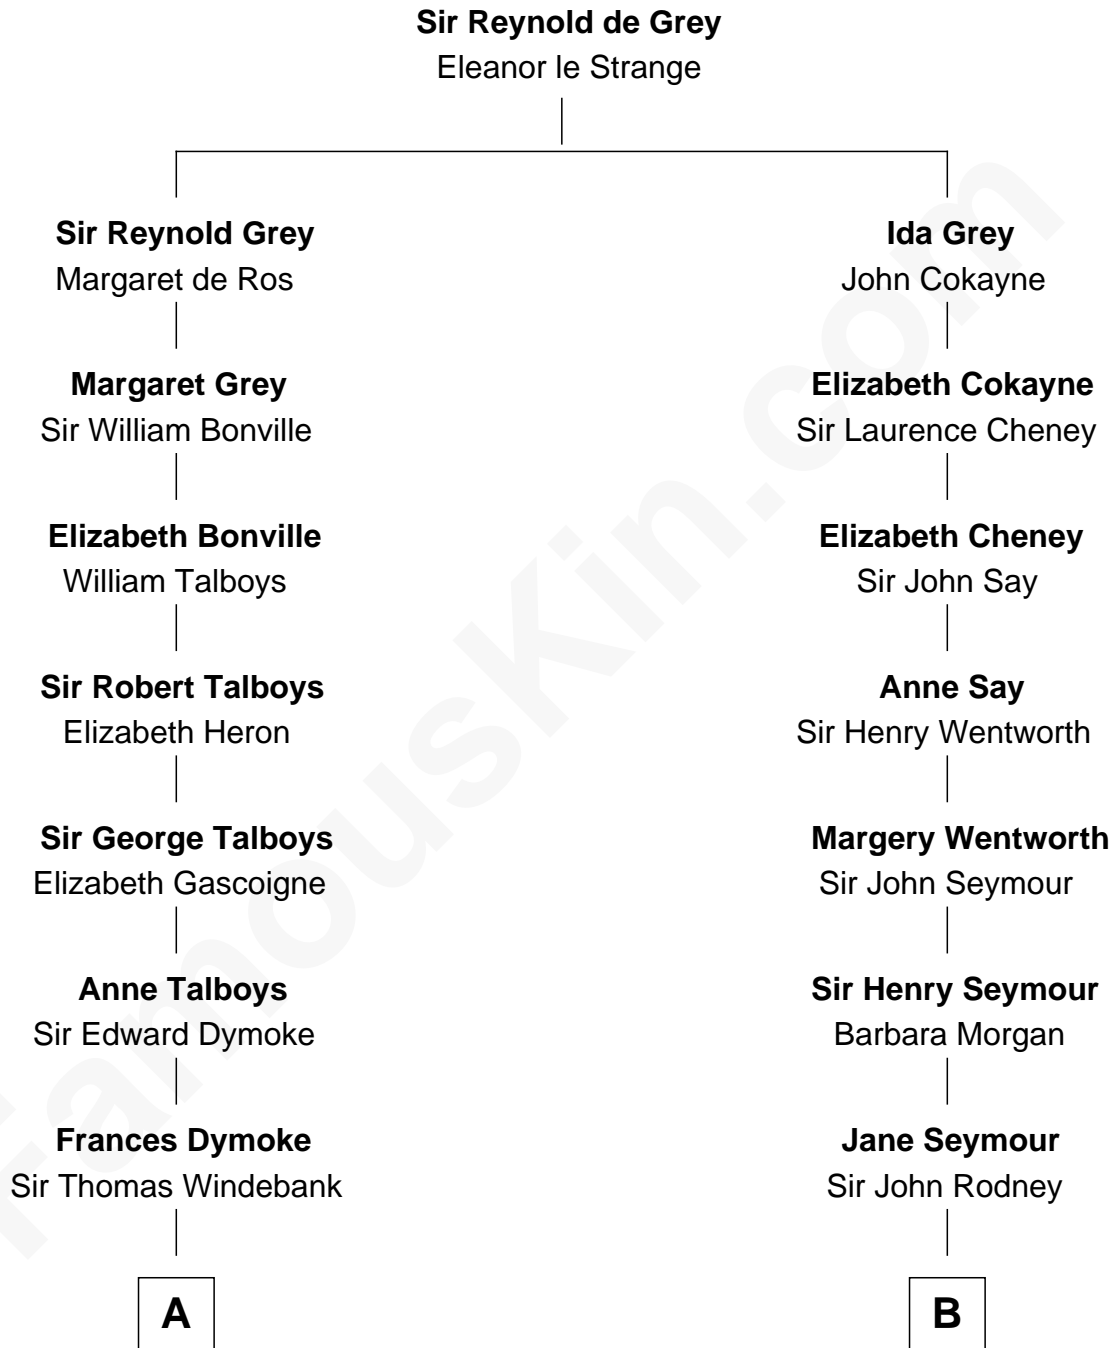 Sir Reynold de Grey
Eleanor le Strange
Sir Reynold Grey
Margaret de Ros
Ida Grey
John Cokayne
Margaret Grey
Sir William Bonville
Elizabeth Cokayne
Sir Laurence Cheney
Elizabeth Bonville
William Talboys
Elizabeth Cheney
Sir John Say
Sir Robert Talboys
Elizabeth Heron
Anne Say
Sir Henry Wentworth
Sir George Talboys
Elizabeth Gascoigne
Margery Wentworth
Sir John Seymour
Anne Talboys
Sir Edward Dymoke
Sir Henry Seymour
Barbara Morgan
Frances Dymoke
Sir Thomas Windebank
Jane Seymour
Sir John Rodney
A
B
FamousKin.com